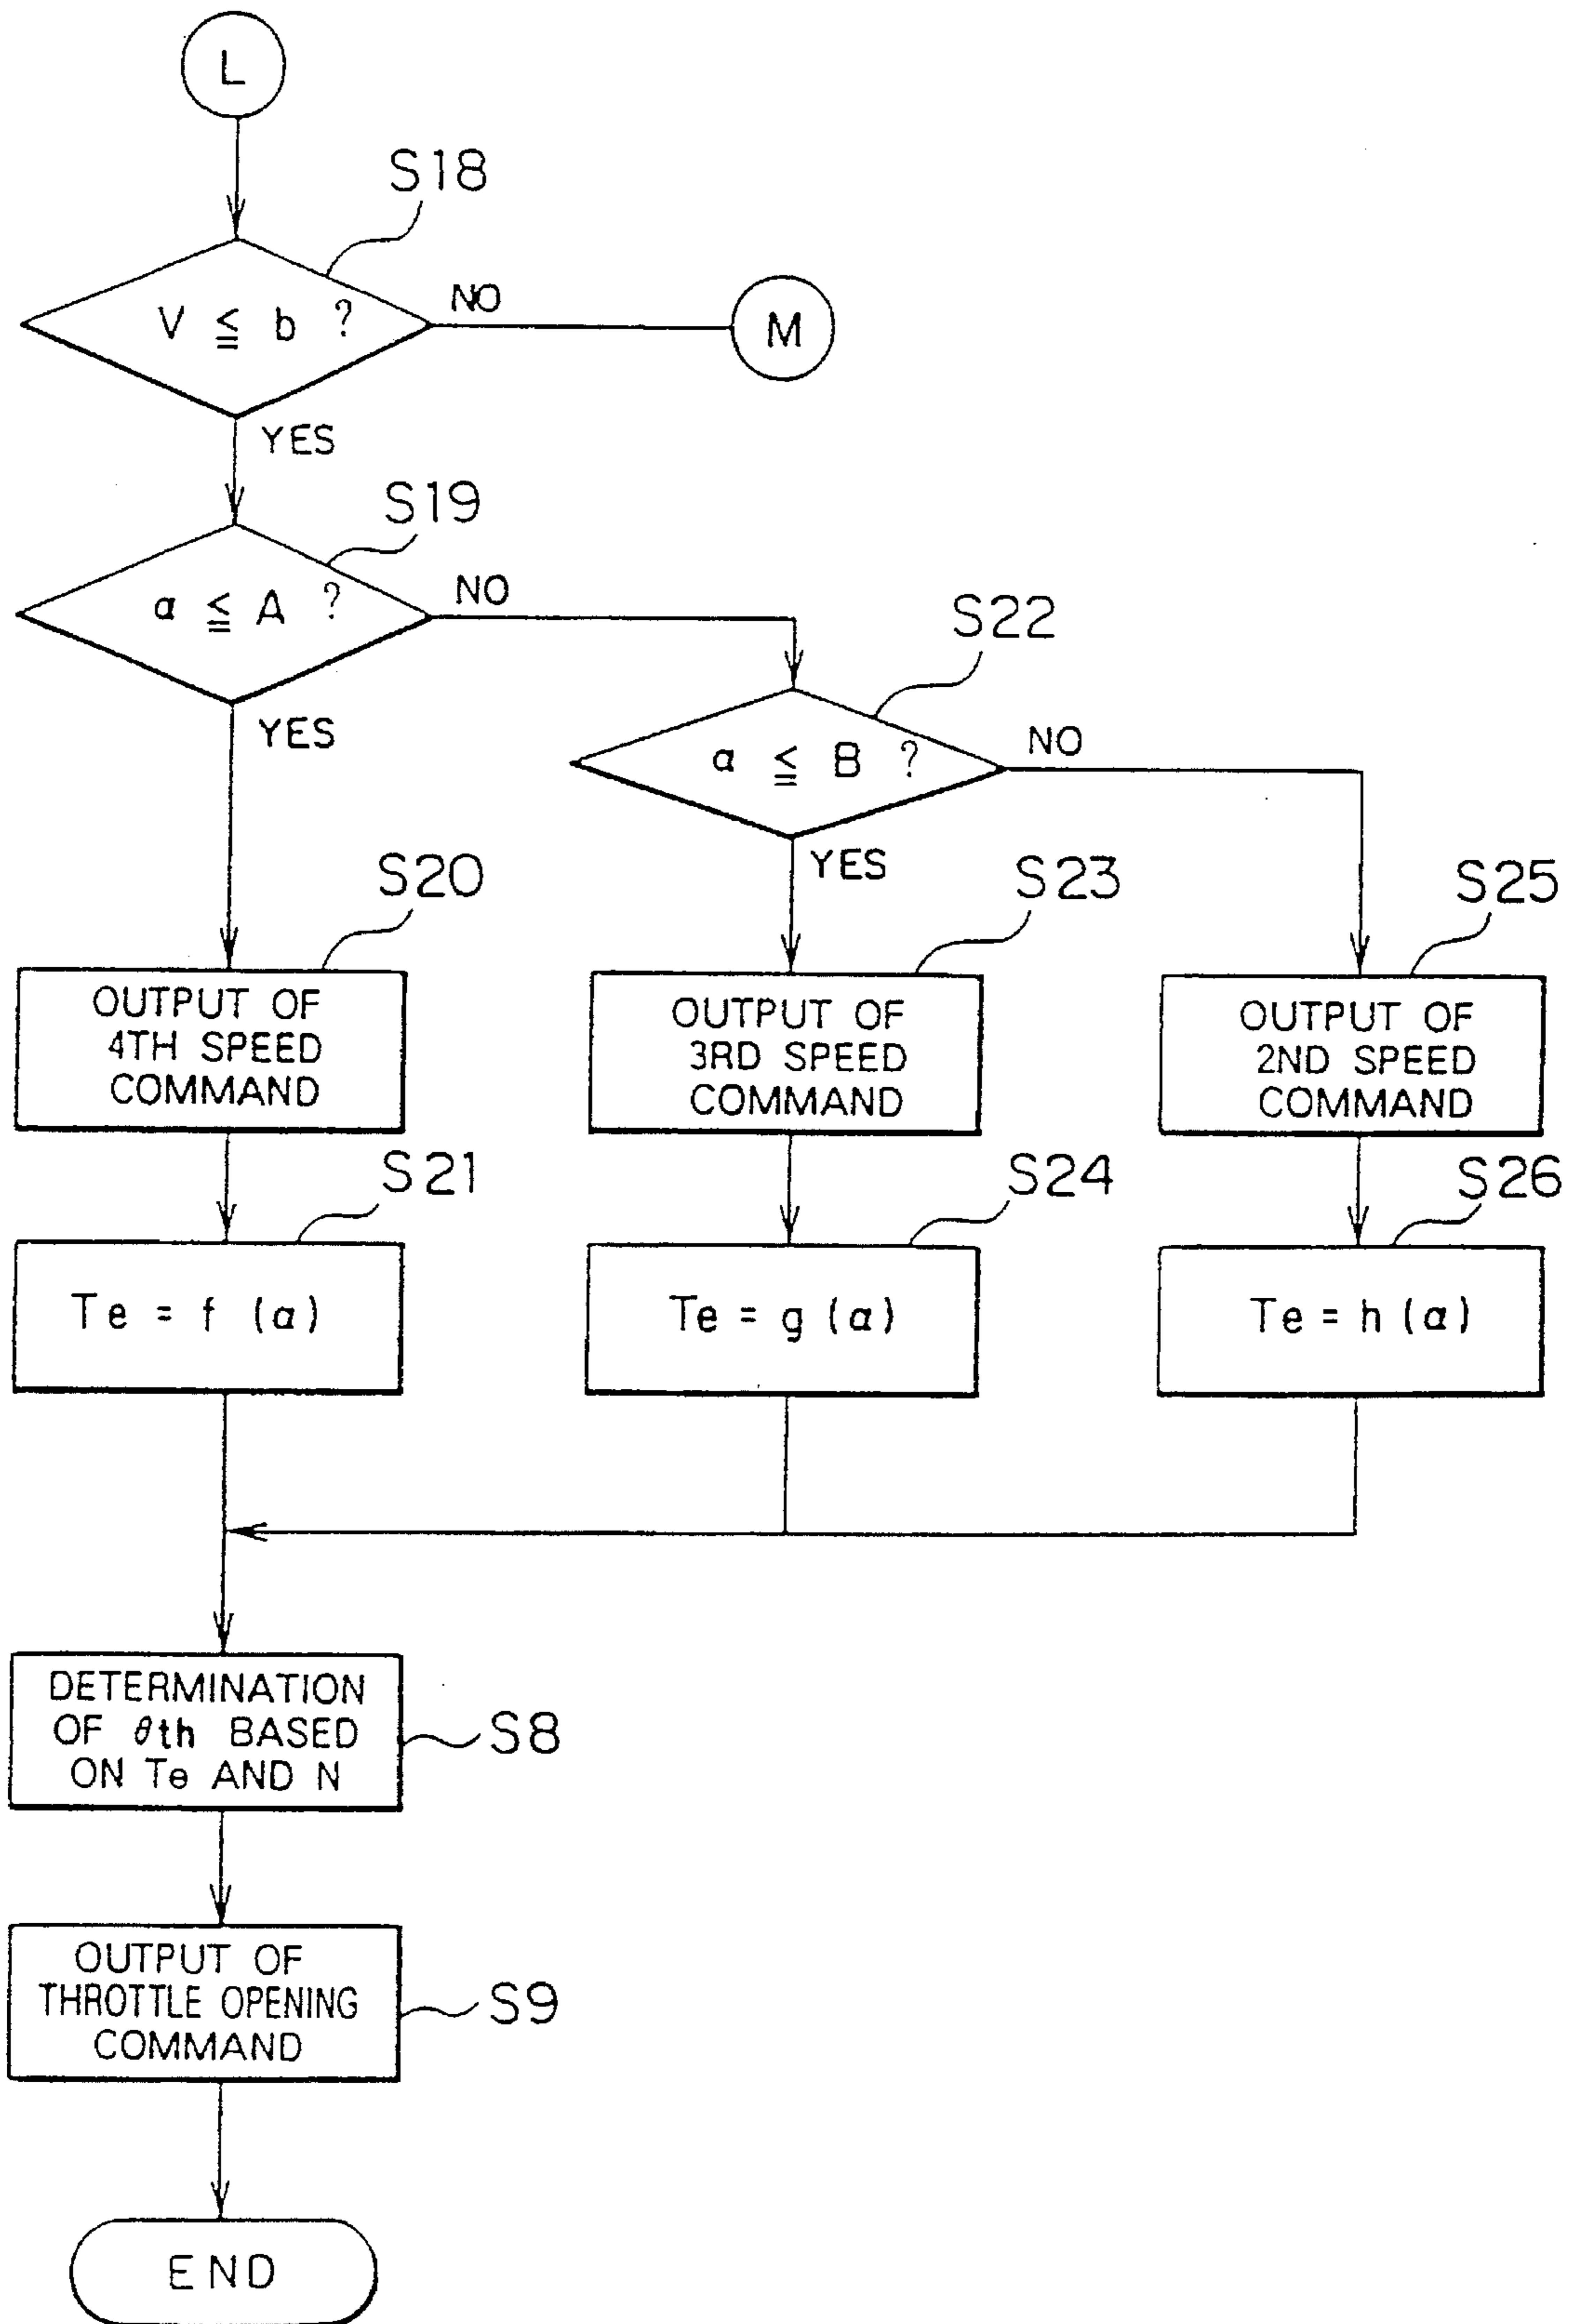 L
S18
V ≦ b ?
NO
M
YES
S19
α ≦ A ?
NO
S22
YES
α ≦ B ?
NO
YES
S20
S23
S25
OUTPUT OF
4TH SPEED
COMMAND
OUTPUT OF
3RD SPEED
COMMAND
OUTPUT OF
2ND SPEED
COMMAND
S21
S24
S26
Te = f (α)
Te = g (α)
Te = h (α)
DETERMINATION
OF θth BASED
ON Te AND N
S8
OUTPUT OF
THROTTLE OPENING
COMMAND
S9
END